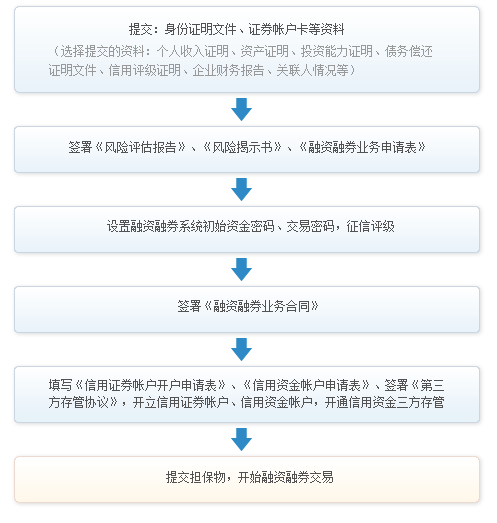 提交：身份证明文件、证券帐户卡等资料
（选择提交的资料：个人收入证明、资产证明、投资能力证明、债务偿还
证明文件、信用评级证明、企业财务报告、关联人情况等）
签署《风险评估报告》、《风险揭示书》、《融资融券业务申请表》
设置融资融券系统初始资金密码、交易密码，征信评级
签署《融资融券业务合同》
填写《信用证券帐户开户申请表》、《信用资金帐户申请表》、签署《第三
方存管协议》，开立信用证券帐户、信用资金帐户，开通信用资金三方存管
提交担保物，开始融资融券交易